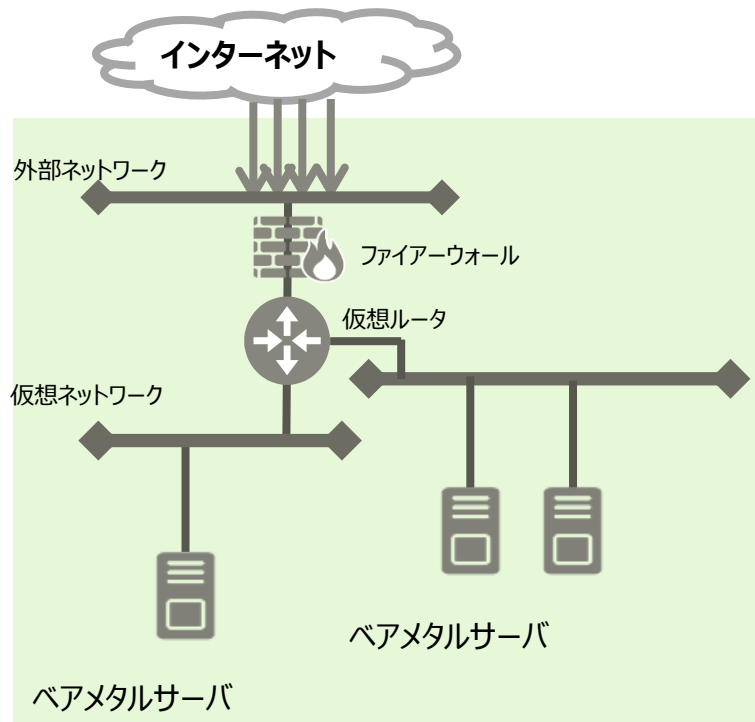 インターネット
外部ネットワーク
ファイアーウォール
仮想ルータ
仮想ネットワーク
ベアメタルサーバ
ベアメタルサーバ